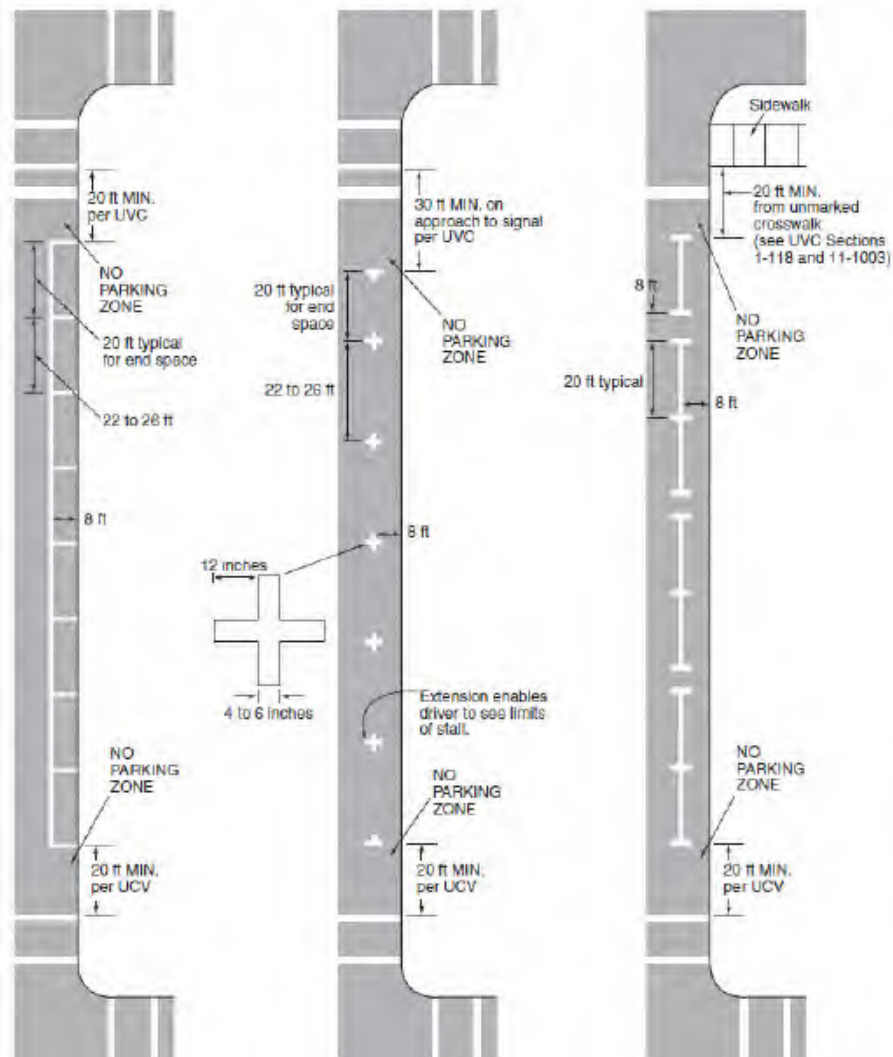 20 ft MIN.
per UVC
NO
PARKING
ZONE
20 ft typical
for end space
22 to 26 ft
8 ft
NO
PARKING
ZONE
20 ft MIN.
per UCV
30 ft MIN. on
approach to signal
per UVC
20 ft typical
for end
space
NO
PARKING
ZONE
22 to 26 ft
8 ft
12 inches
4 to 6 inches
Extension enables
driver to see limits
of stall.
NO
PARKING
ZONE
20 ft MIN.
per UCV
Sidewalk
20 ft MIN.
from unmarked
crosswalk
(see UVC Sections
1-118 and 11-1003)
8 ft
NO
PARKING
ZONE
20 ft typical
8 ft
NO
PARKING
ZONE
20 ft MIN.
per UCV